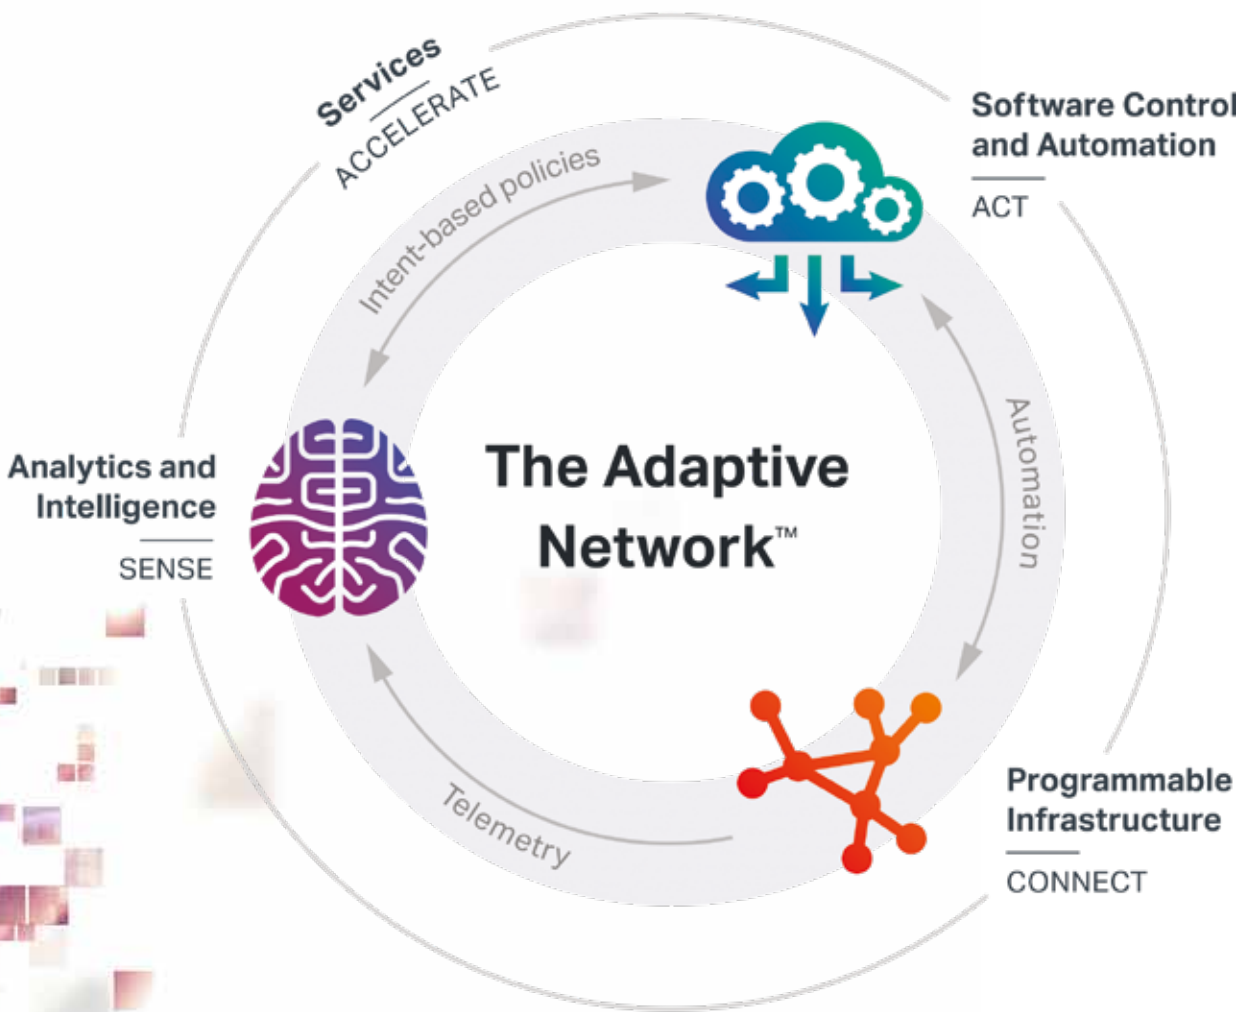 Services
ACCELERATE
Software Control
and Automation
ACT
Intent-based policies
Automation
Analytics and
Intelligence
SENSE
The Adaptive
Network™
Telemetry
Programmable
Infrastructure
CONNECT